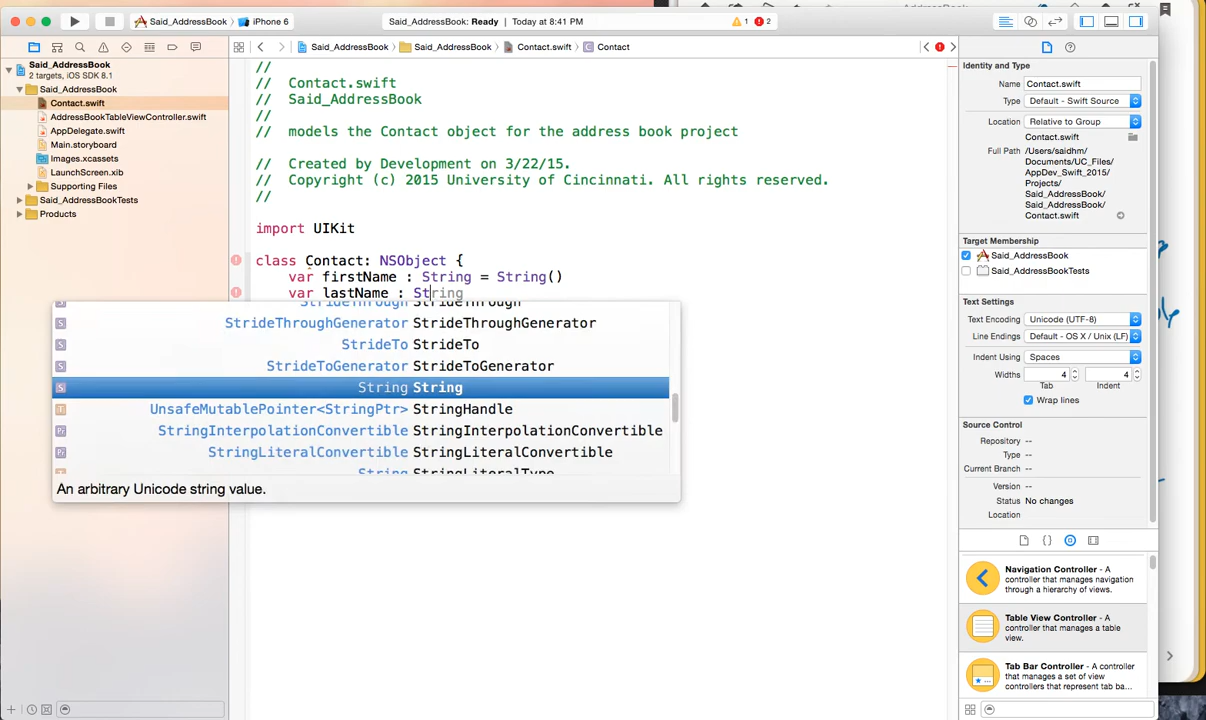 AddressBook
Said_AddressBook
iPhone 6
Said_AddressBook: Ready
Today at 8:41 PM
1
2
Said_AddressBook
Said_AddressBook
Contact.swift
Contact
Said_AddressBook
2 targets, iOS SDK 8.1
Said_AddressBook
Contact.swift
AddressBookTableViewController.swift
AppDelegate.swift
Main.storyboard
Images.xcassets
LaunchScreen.xib
Supporting Files
Said_AddressBookTests
Products
//
// Contact.swift
// Said_AddressBook
//
// models the Contact object for the address book project
// Created by Development on 3/22/15.
// Copyright (c) 2015 University of Cincinnati. All rights reserved.
//
import UIKit
class Contact: NSObject {
var firstName : String = String()
var lastName : String
StrideThrough StrideThrough
StrideThroughGenerator StrideThroughGenerator
StrideTo StrideTo
StrideToGenerator StrideToGenerator
String String
UnsafeMutablePointer<StringPtr> StringHandle
StringInterpolationConvertible StringInterpolationConvertible
StringLiteralConvertible StringLiteralConvertible
String StringLiteralType
An arbitrary Unicode string value.
Identity and Type
Name Contact.swift
Type Default - Swift Source
Location Relative to Group
Contact.swift
Full Path /Users/saidhm/
Documents/UC_Files/
AppDev_Swift_2015/
Projects/
Said_AddressBook/
Said_AddressBook/
Contact.swift
Target Membership
Said_AddressBook
Said_AddressBookTests
Text Settings
Text Encoding Unicode (UTF-8)
Line Endings Default - OS X / Unix (LF)
Indent Using Spaces
Widths 4 4
Tab Indent
Wrap lines
Source Control
Repository --
Type --
Current Branch --
Version --
Status No changes
Location
Navigation Controller - A
controller that manages navigation
through a hierarchy of views.
Table View Controller - A
controller that manages a table
view.
Tab Bar Controller - A controller
that manages a set of view
controllers that represent tab ba...